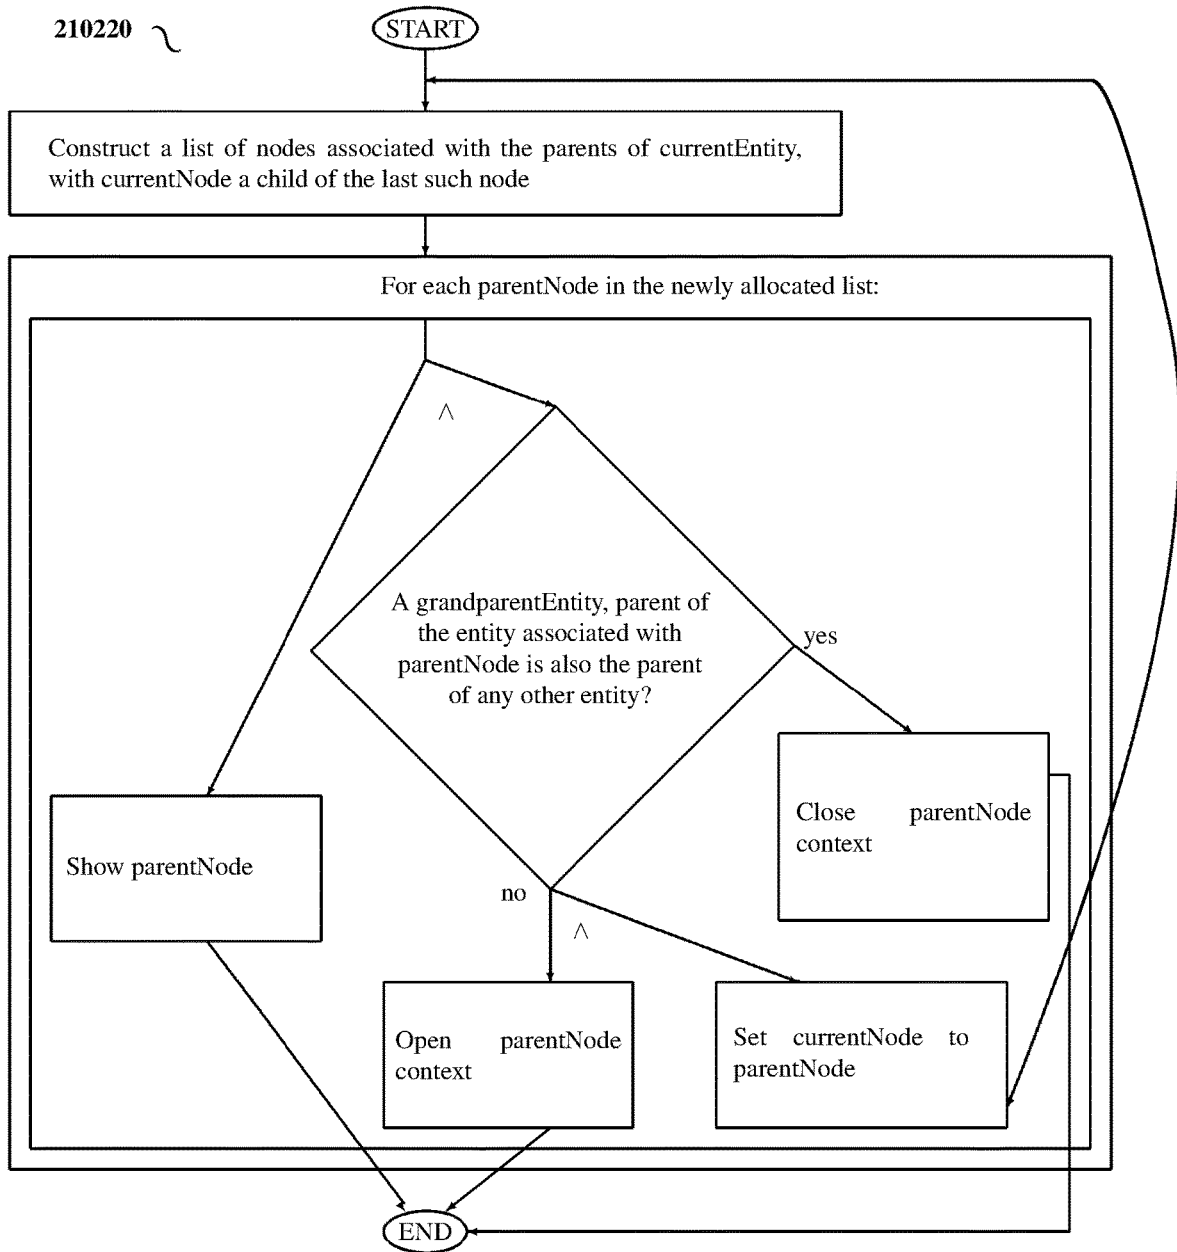 210220
START
Construct a list of nodes associated with the parents of currentEntity,
with currentNode a child of the last such node
For each parentNode in the newly allocated list:
∧
A grandparentEntity, parent of
the entity associated with
parentNode is also the parent
of any other entity?
yes
Close parentNode
context
Show parentNode
no
∧
Open parentNode
context
Set currentNode to
parentNode
END